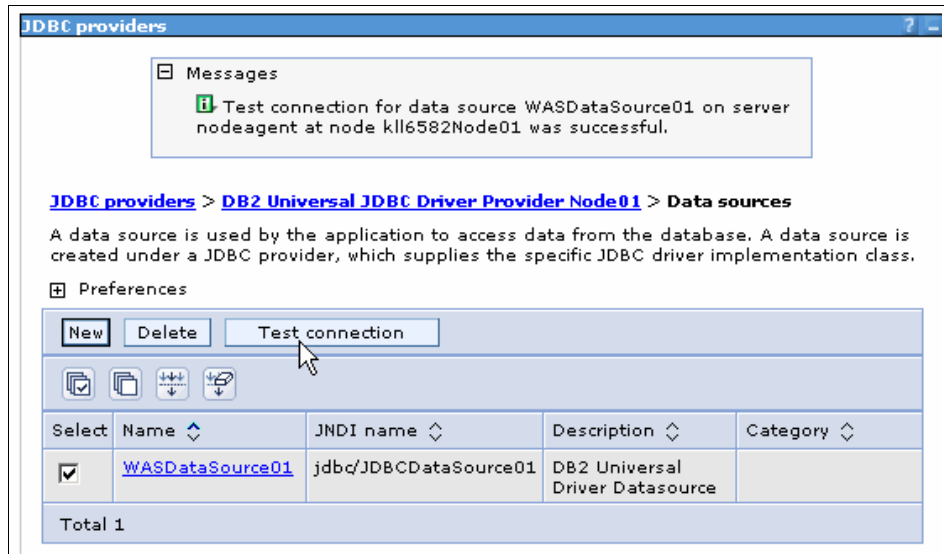 JDBC providers ? -
Messages
Test connection for data source WASDataSource01 on server
nodeagent at node kll6582Node01 was successful.
JDBC providers > DB2 Universal JDBC Driver Provider Node01 > Data sources
A data source is used by the application to access data from the database. A data source is
created under a JDBC provider, which supplies the specific JDBC driver implementation class.
Preferences
New Delete Test connection
Select Name JNDI name Description Category
WASDataSource01 jdbc/JDBCDataSource01 DB2 Universal
Driver Datasource
Total 1